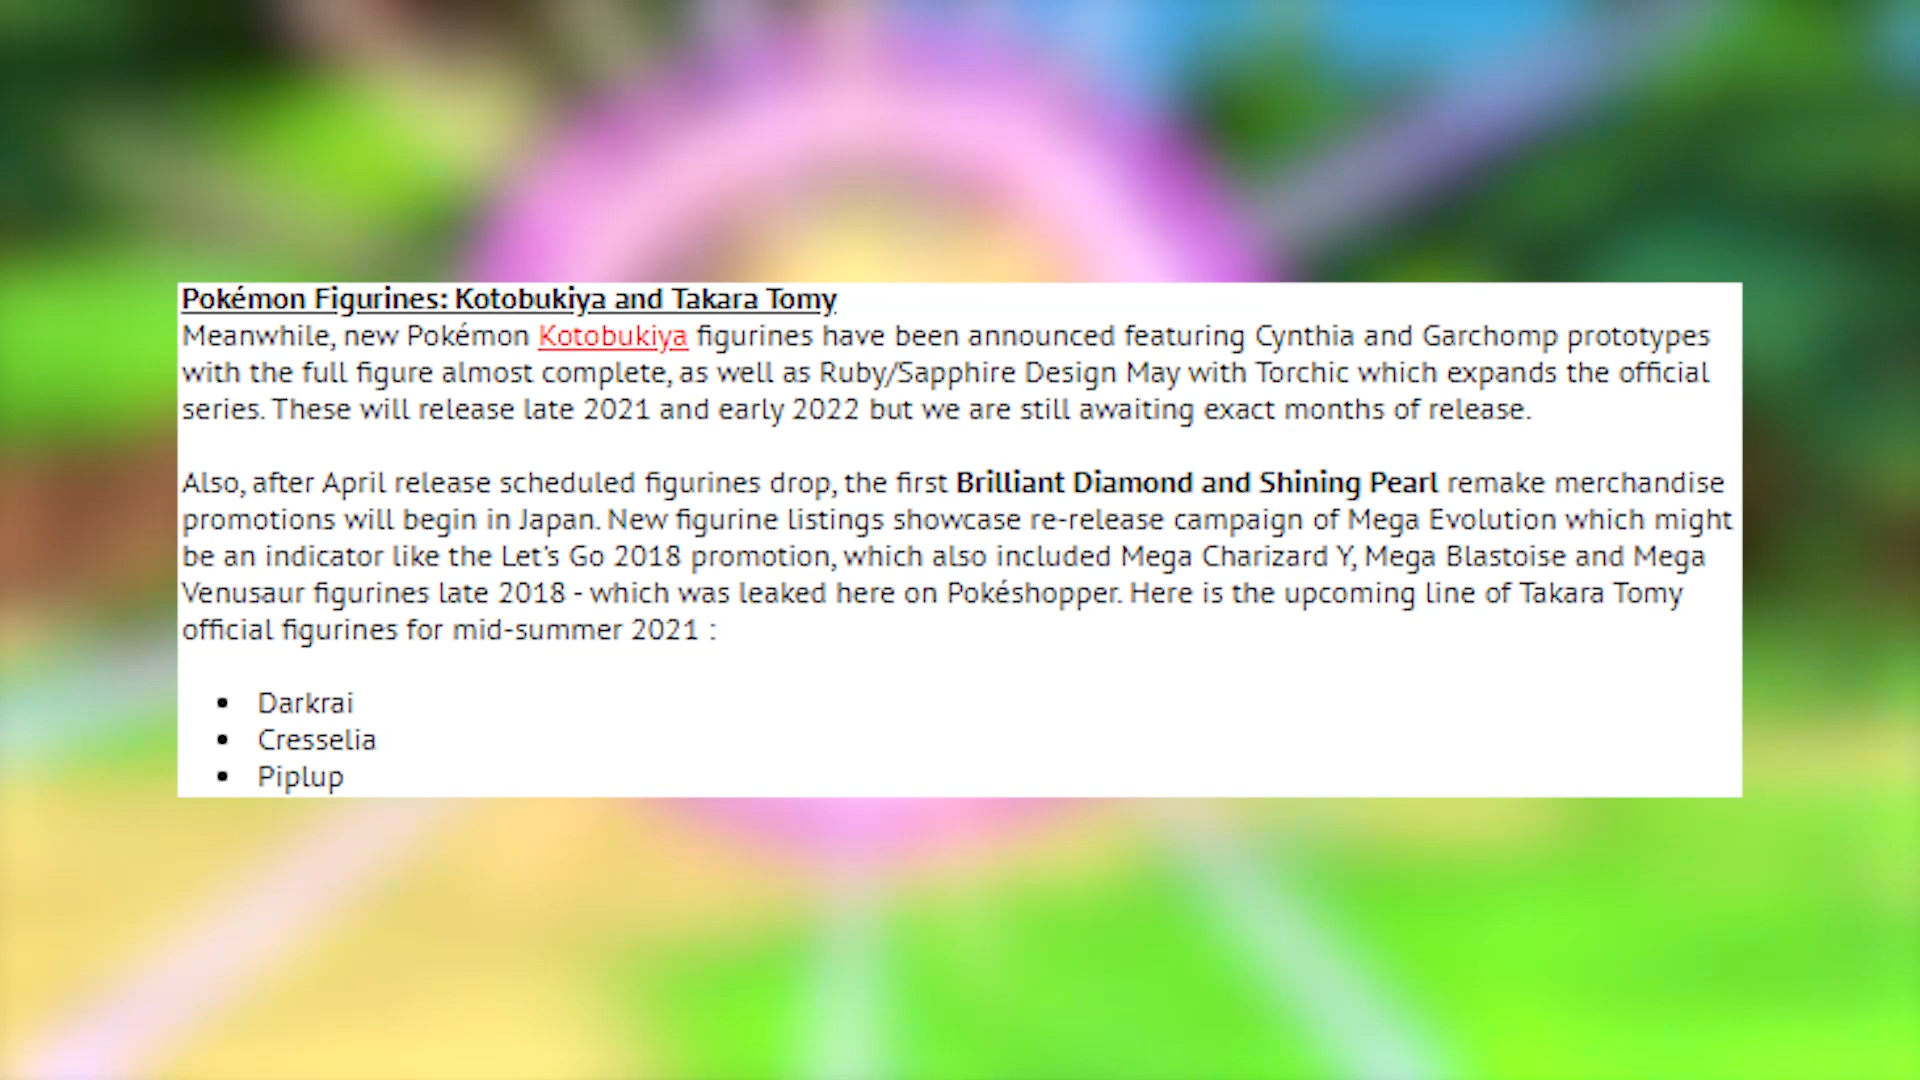 Pokémon Figurines: Kotobukiya and Takara Tomy
Meanwhile, new Pokémon Kotobukiya figurines have been announced featuring Cynthia and Garchomp prototypes
with the full figure almost complete, as well as Ruby/Sapphire Design May with Torchic which expands the official
series. These will release late 2021 and early 2022 but we are still awaiting exact months of release.
Also, after April release scheduled figurines drop, the first Brilliant Diamond and Shining Pearl remake merchandise
promotions will begin in Japan. New figurine listings showcase re-release campaign of Mega Evolution which might
be an indicator like the Let's Go 2018 promotion, which also included Mega Charizard Y, Mega Blastoise and Mega
Venusaur figurines late 2018 - which was leaked here on Pokéshopper. Here is the upcoming line of Takara Tomy
official figurines for mid-summer 2021 :
• Darkrai
• Cresselia
• Piplup